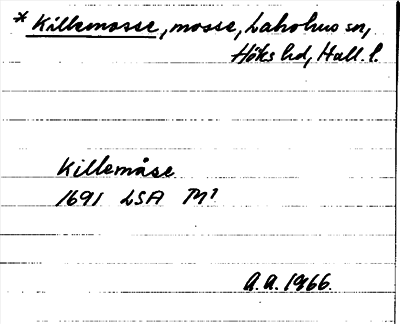 * Killemosse, mosse, Laholms sn,
Höks hd, Hall. l.
Killemåse
1691 LSA M1
A.A. 1966.